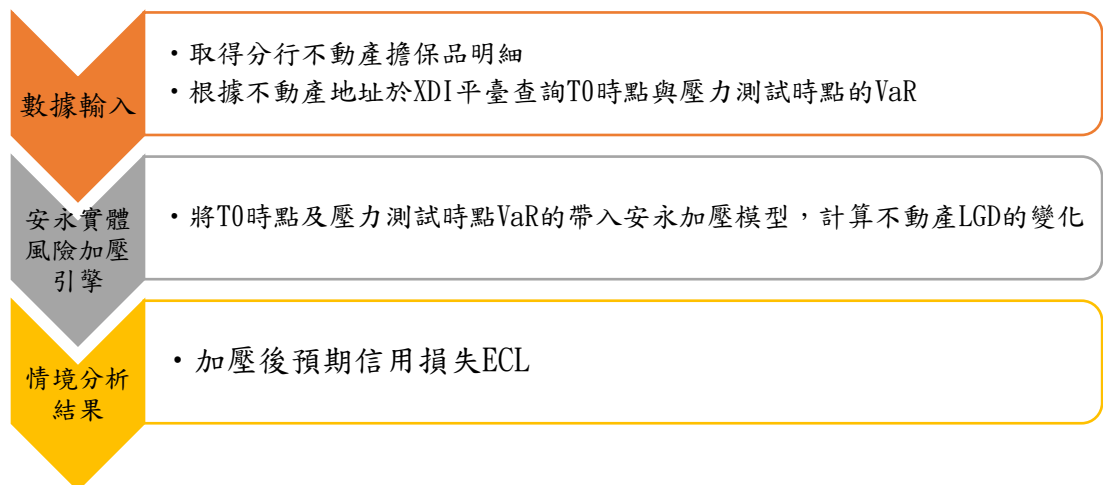 數據輸入
・取得分行不動產擔保品明細
・根據不動產地址於XDI平臺查詢T0時點與壓力測試時點的VaR
安永實體
風險加壓
引擎
・將T0時點及壓力測試時點VaR的帶入安永加壓模型，計算不動產LGD的變化
情境分析
結果
・加壓後預期信用損失ECL